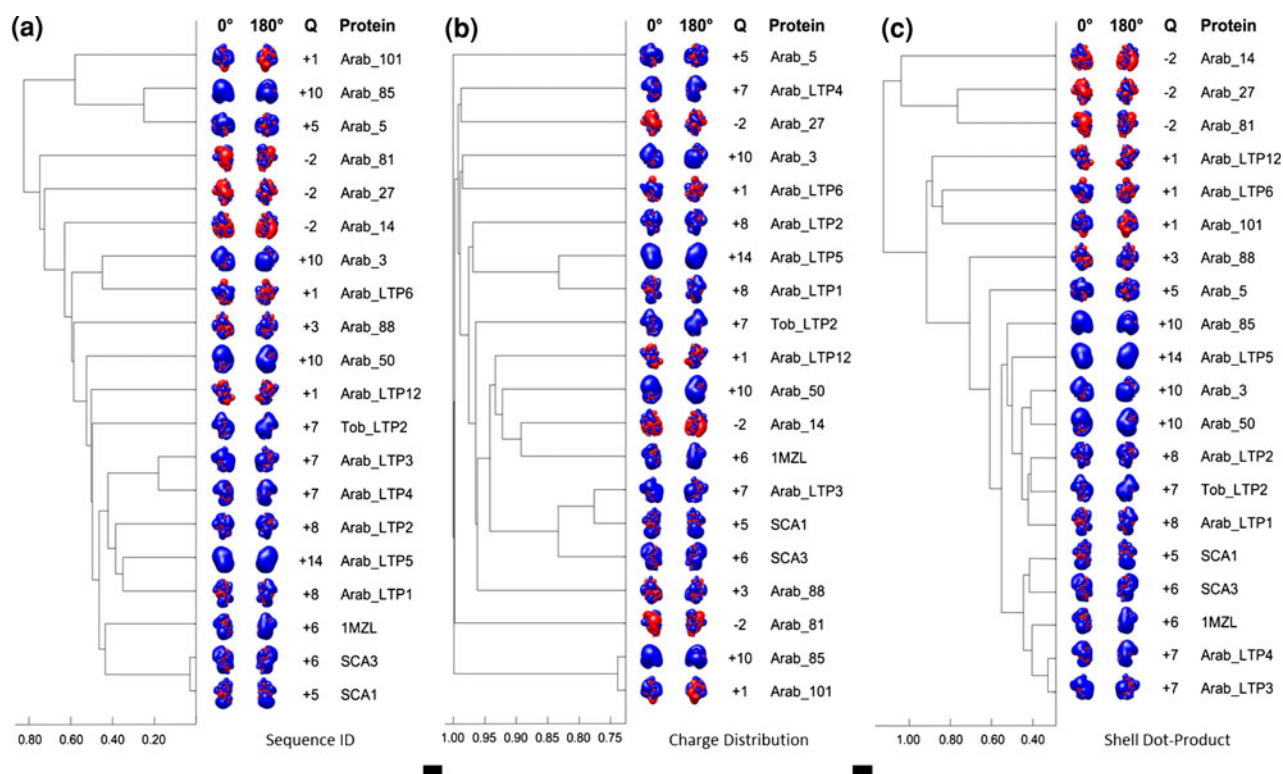 (a)
0° 180° Q Protein
+1 Arab_101
+10 Arab_85
+5 Arab_5
-2 Arab_81
-2 Arab_27
-2 Arab_14
+10 Arab_3
+1 Arab_LTP6
+3 Arab_88
+10 Arab_50
+1 Arab_LTP12
+7 Tob_LTP2
+7 Arab_LTP3
+7 Arab_LTP4
+8 Arab_LTP2
+14 Arab_LTP5
+8 Arab_LTP1
+6 1MZL
+6 SCA3
+5 SCA1
0.80 0.60 0.40 0.20
Sequence ID
(b)
0° 180° Q Protein
+5 Arab_5
+7 Arab_LTP4
-2 Arab_27
+10 Arab_3
+1 Arab_LTP6
+8 Arab_LTP2
+14 Arab_LTP5
+8 Arab_LTP1
+7 Tob_LTP2
+1 Arab_LTP12
+10 Arab_50
-2 Arab_14
+6 1MZL
+7 Arab_LTP3
+5 SCA1
+6 SCA3
+3 Arab_88
-2 Arab_81
+10 Arab_85
+1 Arab_101
1.00 0.95 0.90 0.85 0.80 0.75
Charge Distribution
(c)
0° 180° Q Protein
-2 Arab_14
-2 Arab_27
-2 Arab_81
+1 Arab_LTP12
+1 Arab_LTP6
+1 Arab_101
+3 Arab_88
+5 Arab_5
+10 Arab_85
+14 Arab_LTP5
+10 Arab_3
+10 Arab_50
+8 Arab_LTP2
+7 Tob_LTP2
+8 Arab_LTP1
+5 SCA1
+6 SCA3
+6 1MZL
+7 Arab_LTP4
+7 Arab_LTP3
1.00 0.80 0.60 0.40
Shell Dot-Product